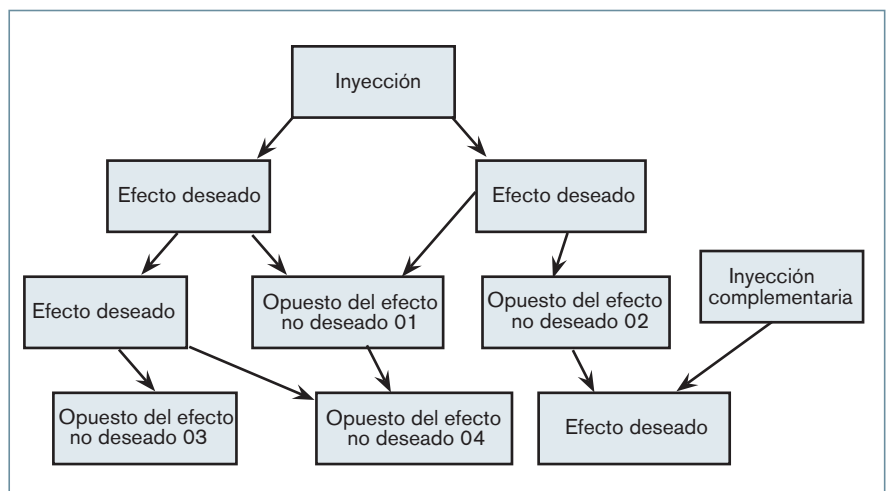 Inyección
Efecto deseado
Efecto deseado
Inyección
complementaria
Efecto deseado
Opuesto del efecto
no deseado 01
Opuesto del efecto
no deseado 02
Opuesto del efecto
no deseado 03
Opuesto del efecto
no deseado 04
Efecto deseado